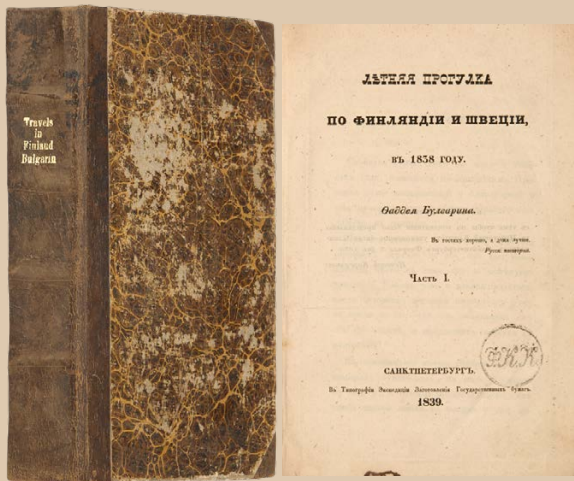 Travels
in
Finland
Bulgarin
ЛѢТНЯЯ ПРОГУЛКА
ПО ФИНЛЯНДІИ И ШВЕЦІИ,
ВЪ 1838 ГОДУ.
Ѳаддея Булгарина.
Въ гостяхъ хорошо, а дома лучше.
Русск. поговорка.
Часть I.
Ф.К.К.
САНКТПЕТЕРБУРГЪ.
Въ Типографіи Экспедиціи Заготовленія Государственныхъ бумагъ.
1839.